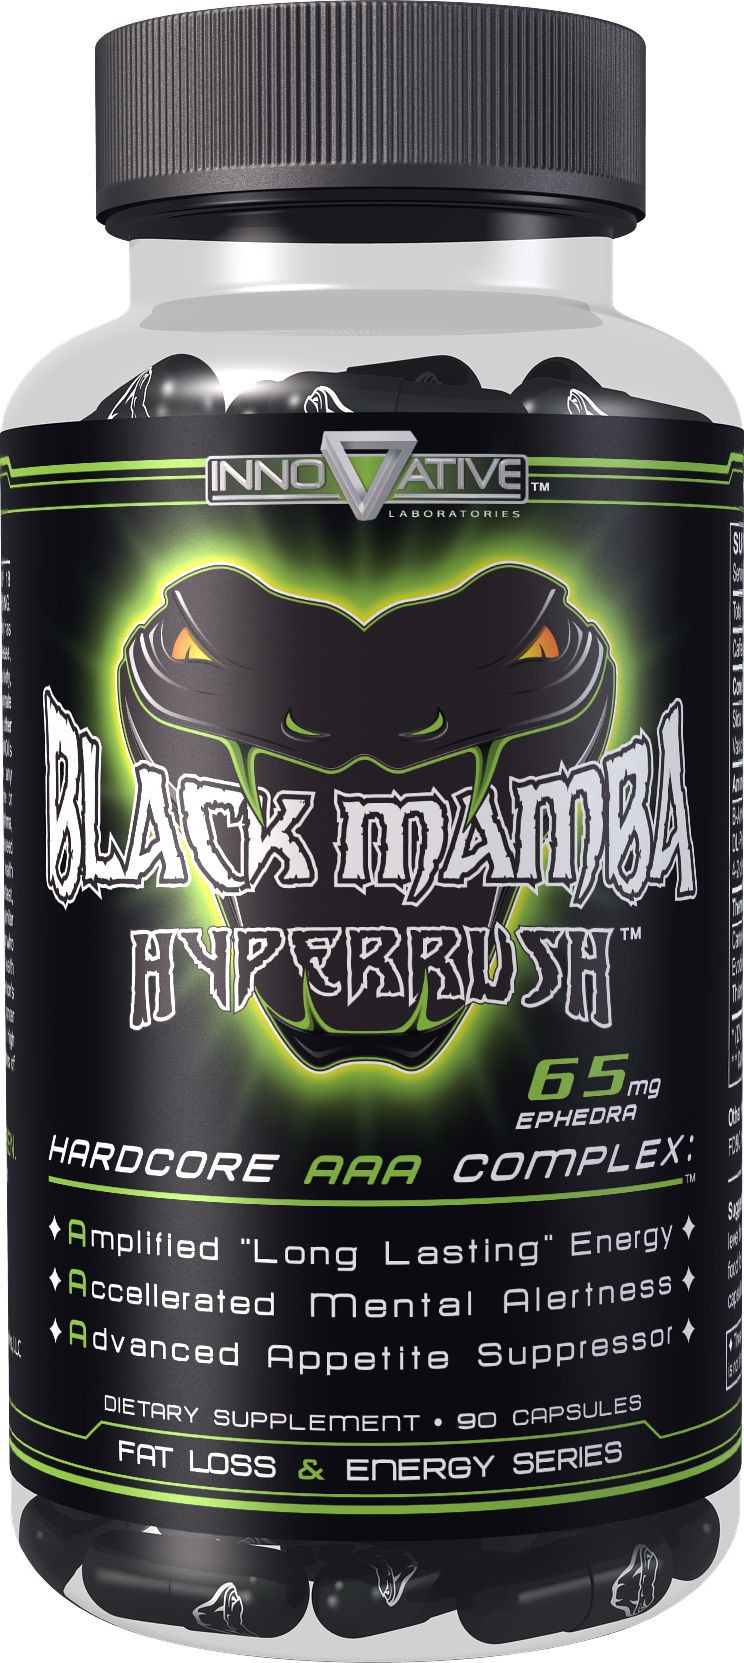 INNOVATIVE™
LABORATORIES
BLACK MAMBA
HYPERRUSH™
65mg
EPHEDRA
HARDCORE AAA COMPLEX:™
Amplified "Long Lasting" Energy
Accellerated Mental Alertness
Advanced Appetite Suppressor
DIETARY SUPPLEMENT • 90 CAPSULES
FAT LOSS & ENERGY SERIES